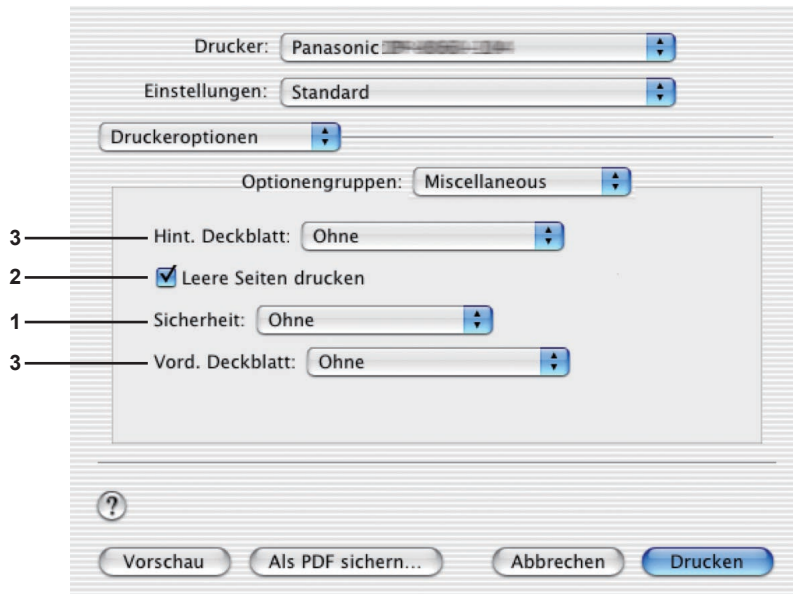 Drucker: Panasonic
Einstellungen: Standard
Druckeroptionen
Optionengruppen: Miscellaneous
3 Hint. Deckblatt: Ohne
2 Leere Seiten drucken
1 Sicherheit: Ohne
3 Vord. Deckblatt: Ohne
?
Vorschau Als PDF sichern... Abbrechen Drucken